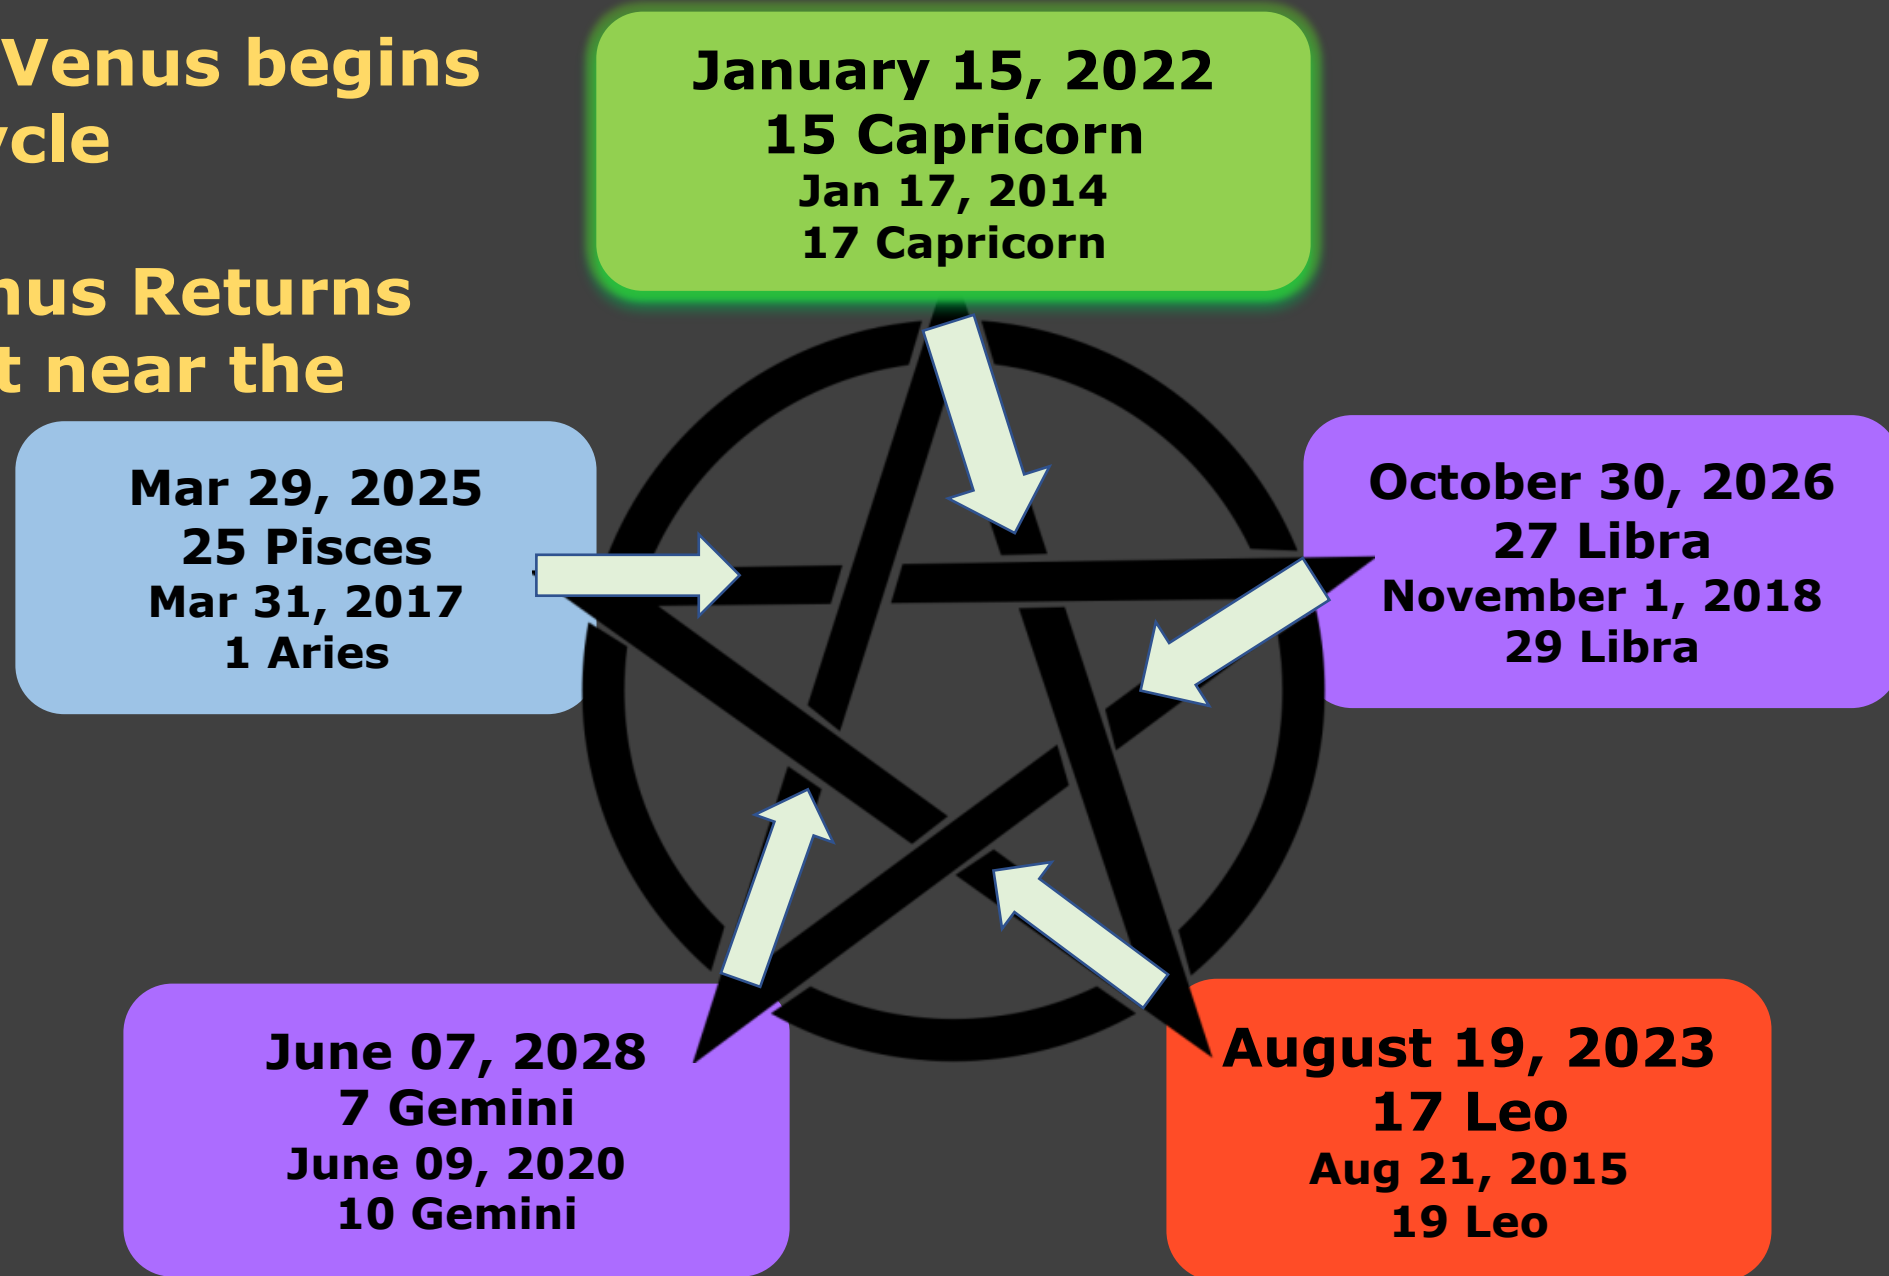 Venus begins
ycle
nus Returns
t near the
January 15, 2022
15 Capricorn
Jan 17, 2014
17 Capricorn
Mar 29, 2025
25 Pisces
Mar 31, 2017
1 Aries
October 30, 2026
27 Libra
November 1, 2018
29 Libra
June 07, 2028
7 Gemini
June 09, 2020
10 Gemini
August 19, 2023
17 Leo
Aug 21, 2015
19 Leo